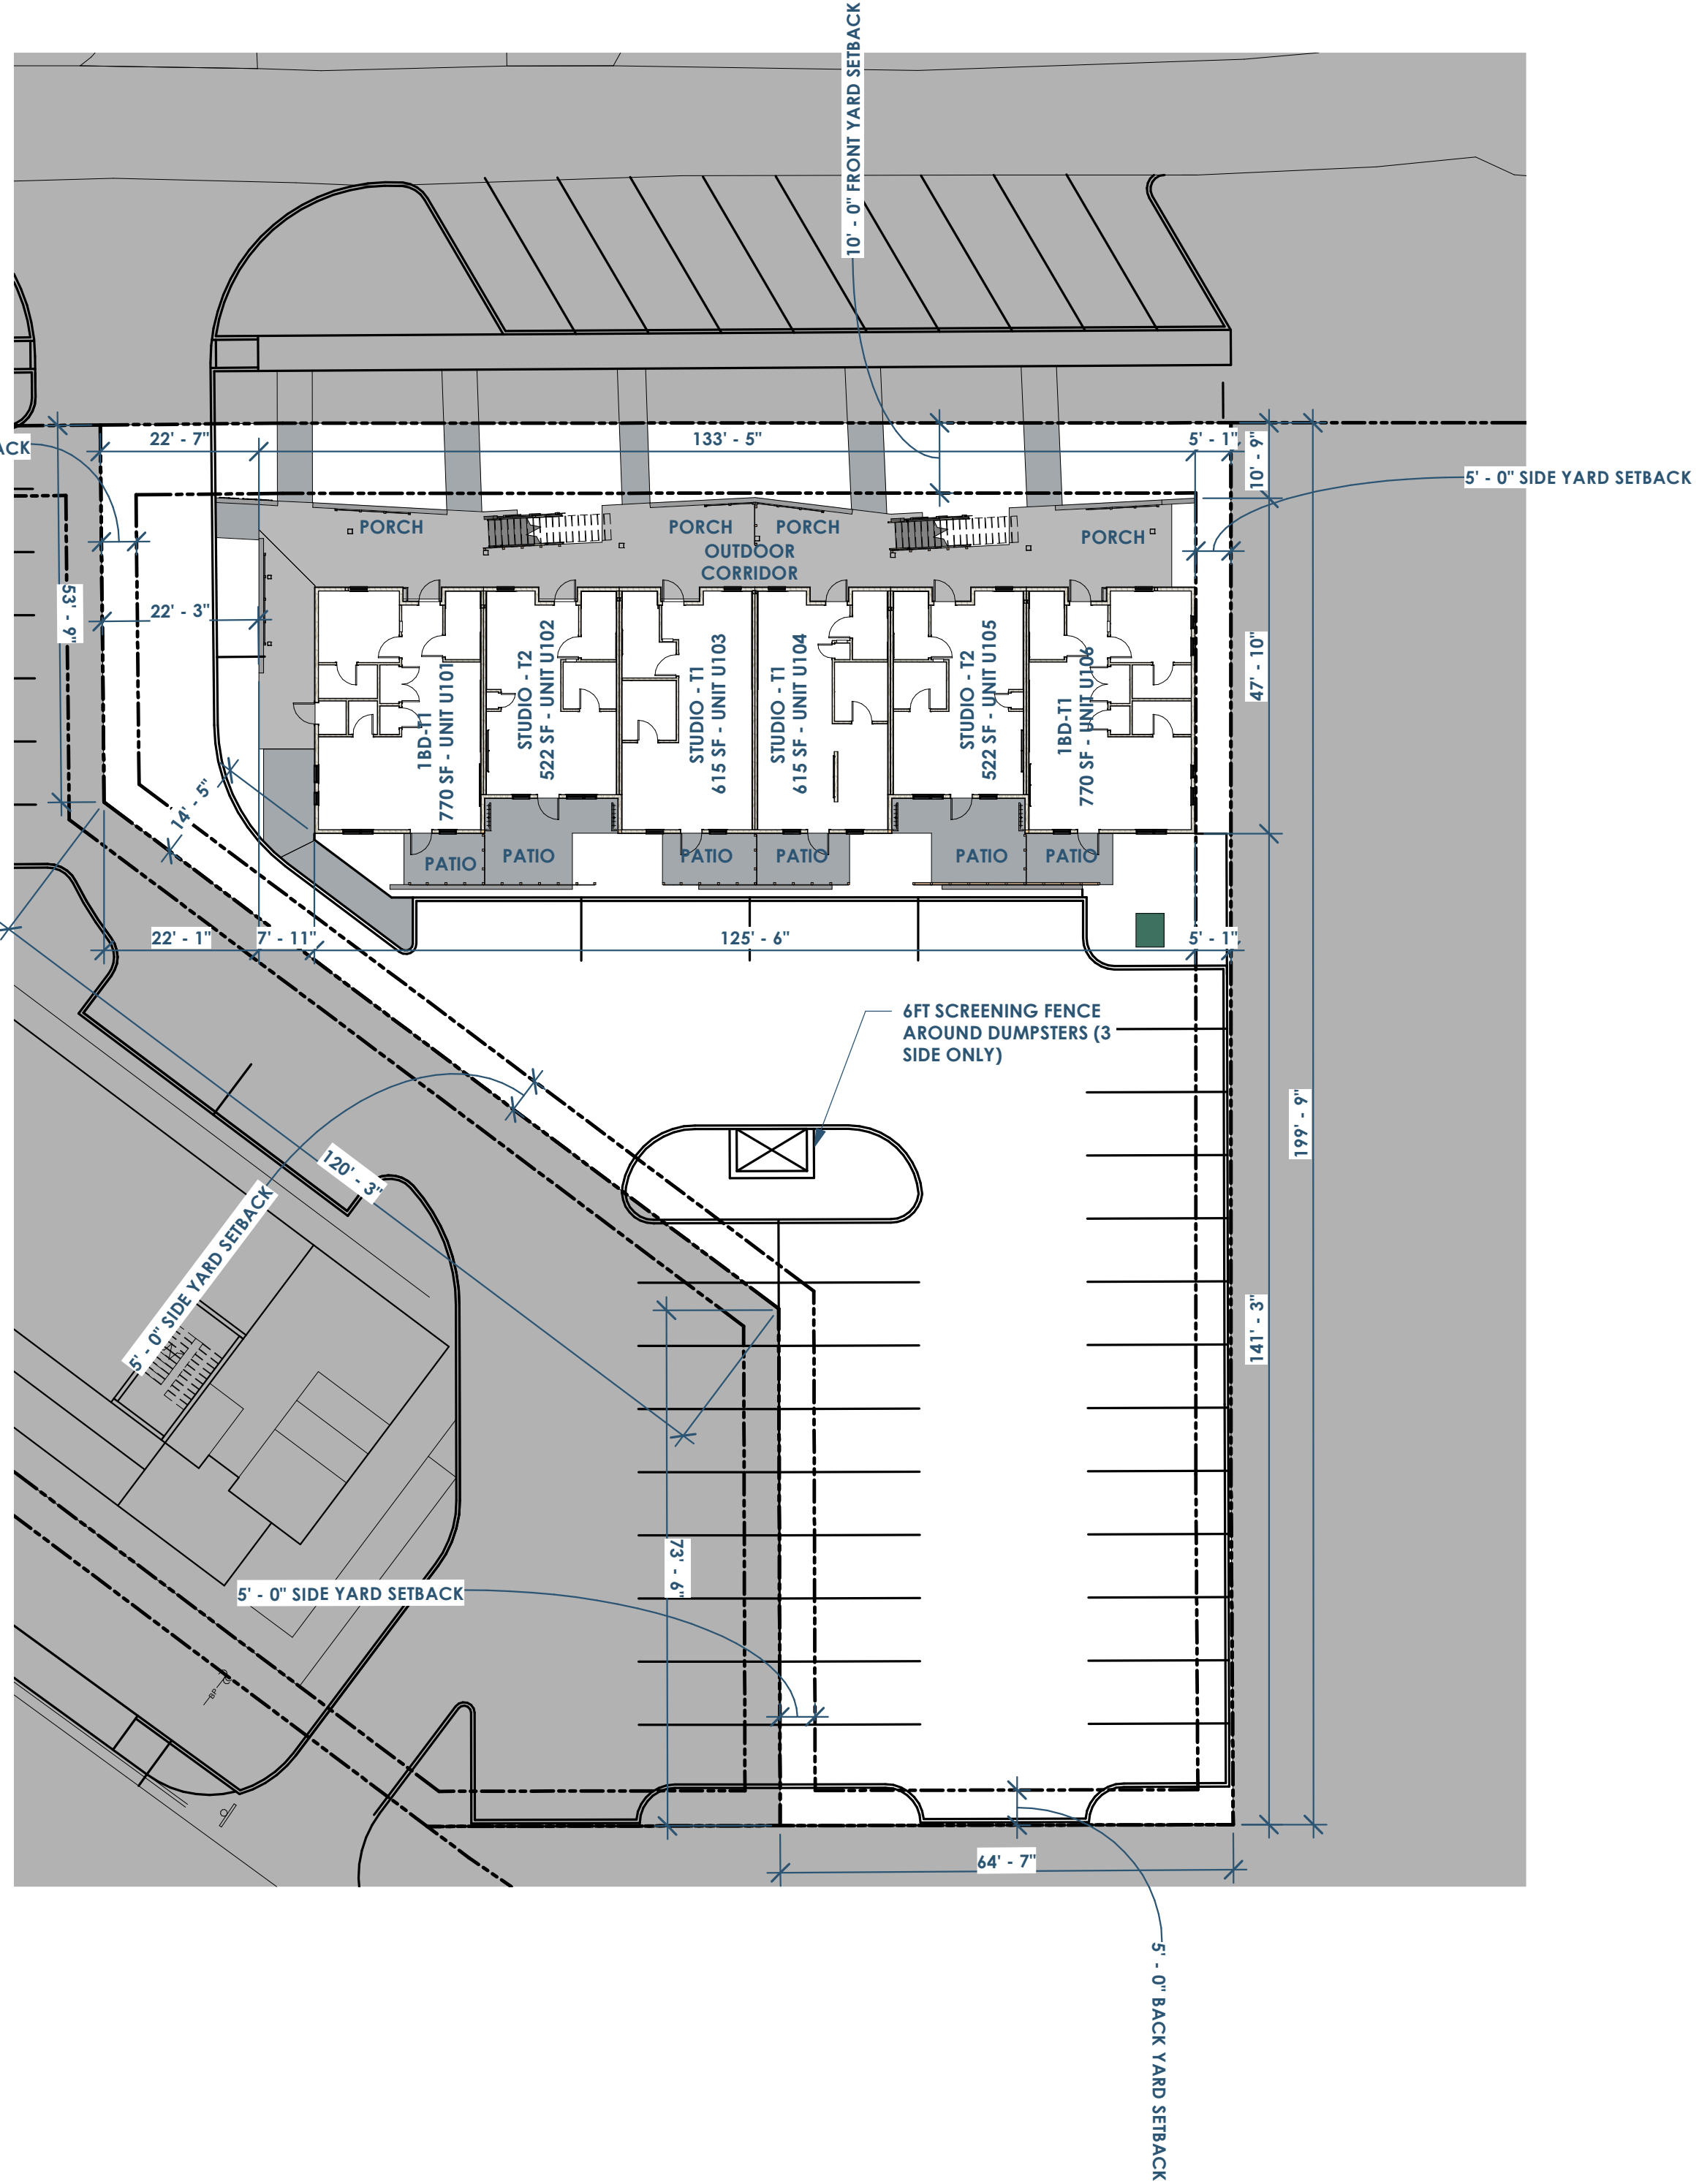 10' - 0" FRONT YARD SETBACK
ACK
22' - 7"
133' - 5"
5' - 1"
10' - 9"
5' - 0" SIDE YARD SETBACK
PORCH
PORCH
PORCH
PORCH
OUTDOOR
CORRIDOR
53' - 9"
22' - 3"
47' - 10"
1BD-T1
770 SF - UNIT U101
STUDIO - T2
522 SF - UNIT U102
STUDIO - T1
615 SF - UNIT U103
STUDIO - T1
615 SF - UNIT U104
STUDIO - T2
522 SF - UNIT U105
1BD-T1
770 SF - UNIT U106
14' - 5"
PATIO
PATIO
PATIO
PATIO
PATIO
PATIO
22' - 1"
7' - 11"
125' - 6"
5' - 1"
6FT SCREENING FENCE
AROUND DUMPSTERS (3
SIDE ONLY)
199' - 9"
120' - 3"
5' - 0" SIDE YARD SETBACK
141' - 3"
73' - 6"
5' - 0" SIDE YARD SETBACK
BP
64' - 7"
5' - 0" BACK YARD SETBACK